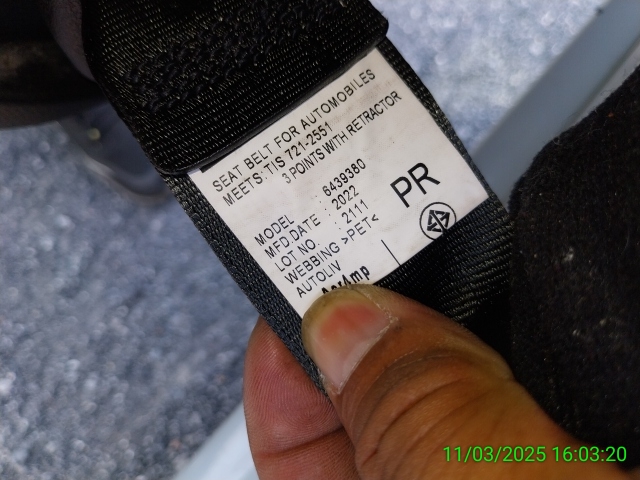 SEAT BELT FOR AUTOMOBILES
MEETS: TIS 721-2551
3 POINTS WITH RETRACTOR
MODEL : 6439360
MFD.DATE : 2022
LOT NO. : 2111
WEBBING >PET<
AUTOLIV
PR
11/03/2025 16:03:20